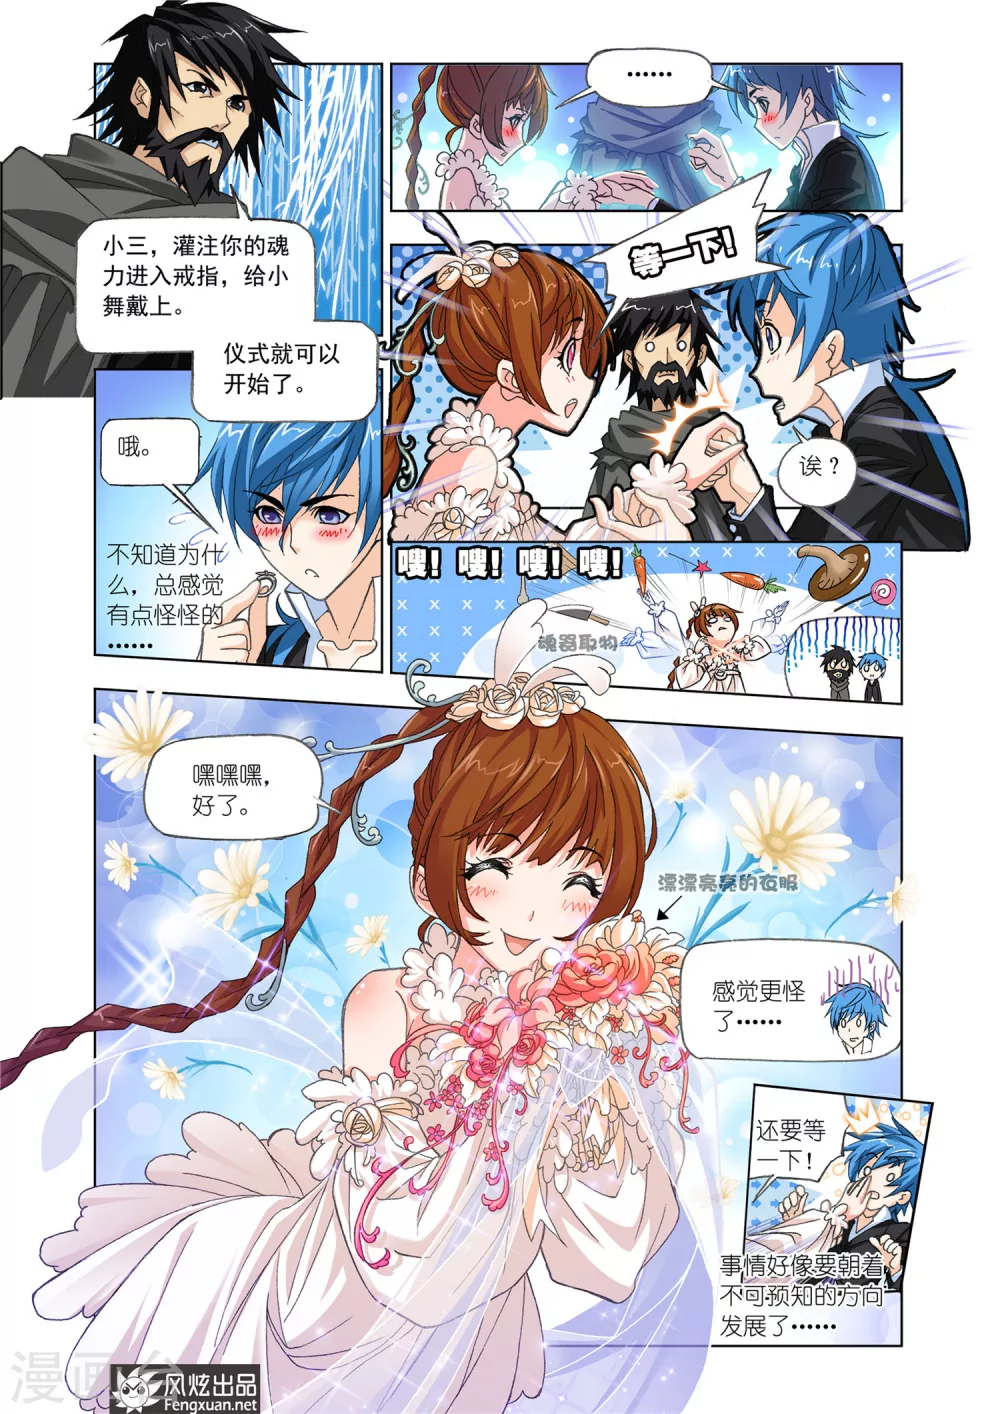 小三，灌注你的魂
力进入戒指，给小
舞戴上。
仪式就可以
开始了。
……
等一下！
诶？
哦。
不知道为什
么，总感觉
有点怪怪的
……
嗖！嗖！嗖！嗖！
魂器取物
嘿嘿嘿，
好了。
漂漂亮亮的衣服
感觉更怪
了……
还要等
一下！
事情好像要朝着
不可预知的方向
发展了……
漫画台
风炫出品
Fengxuan.net